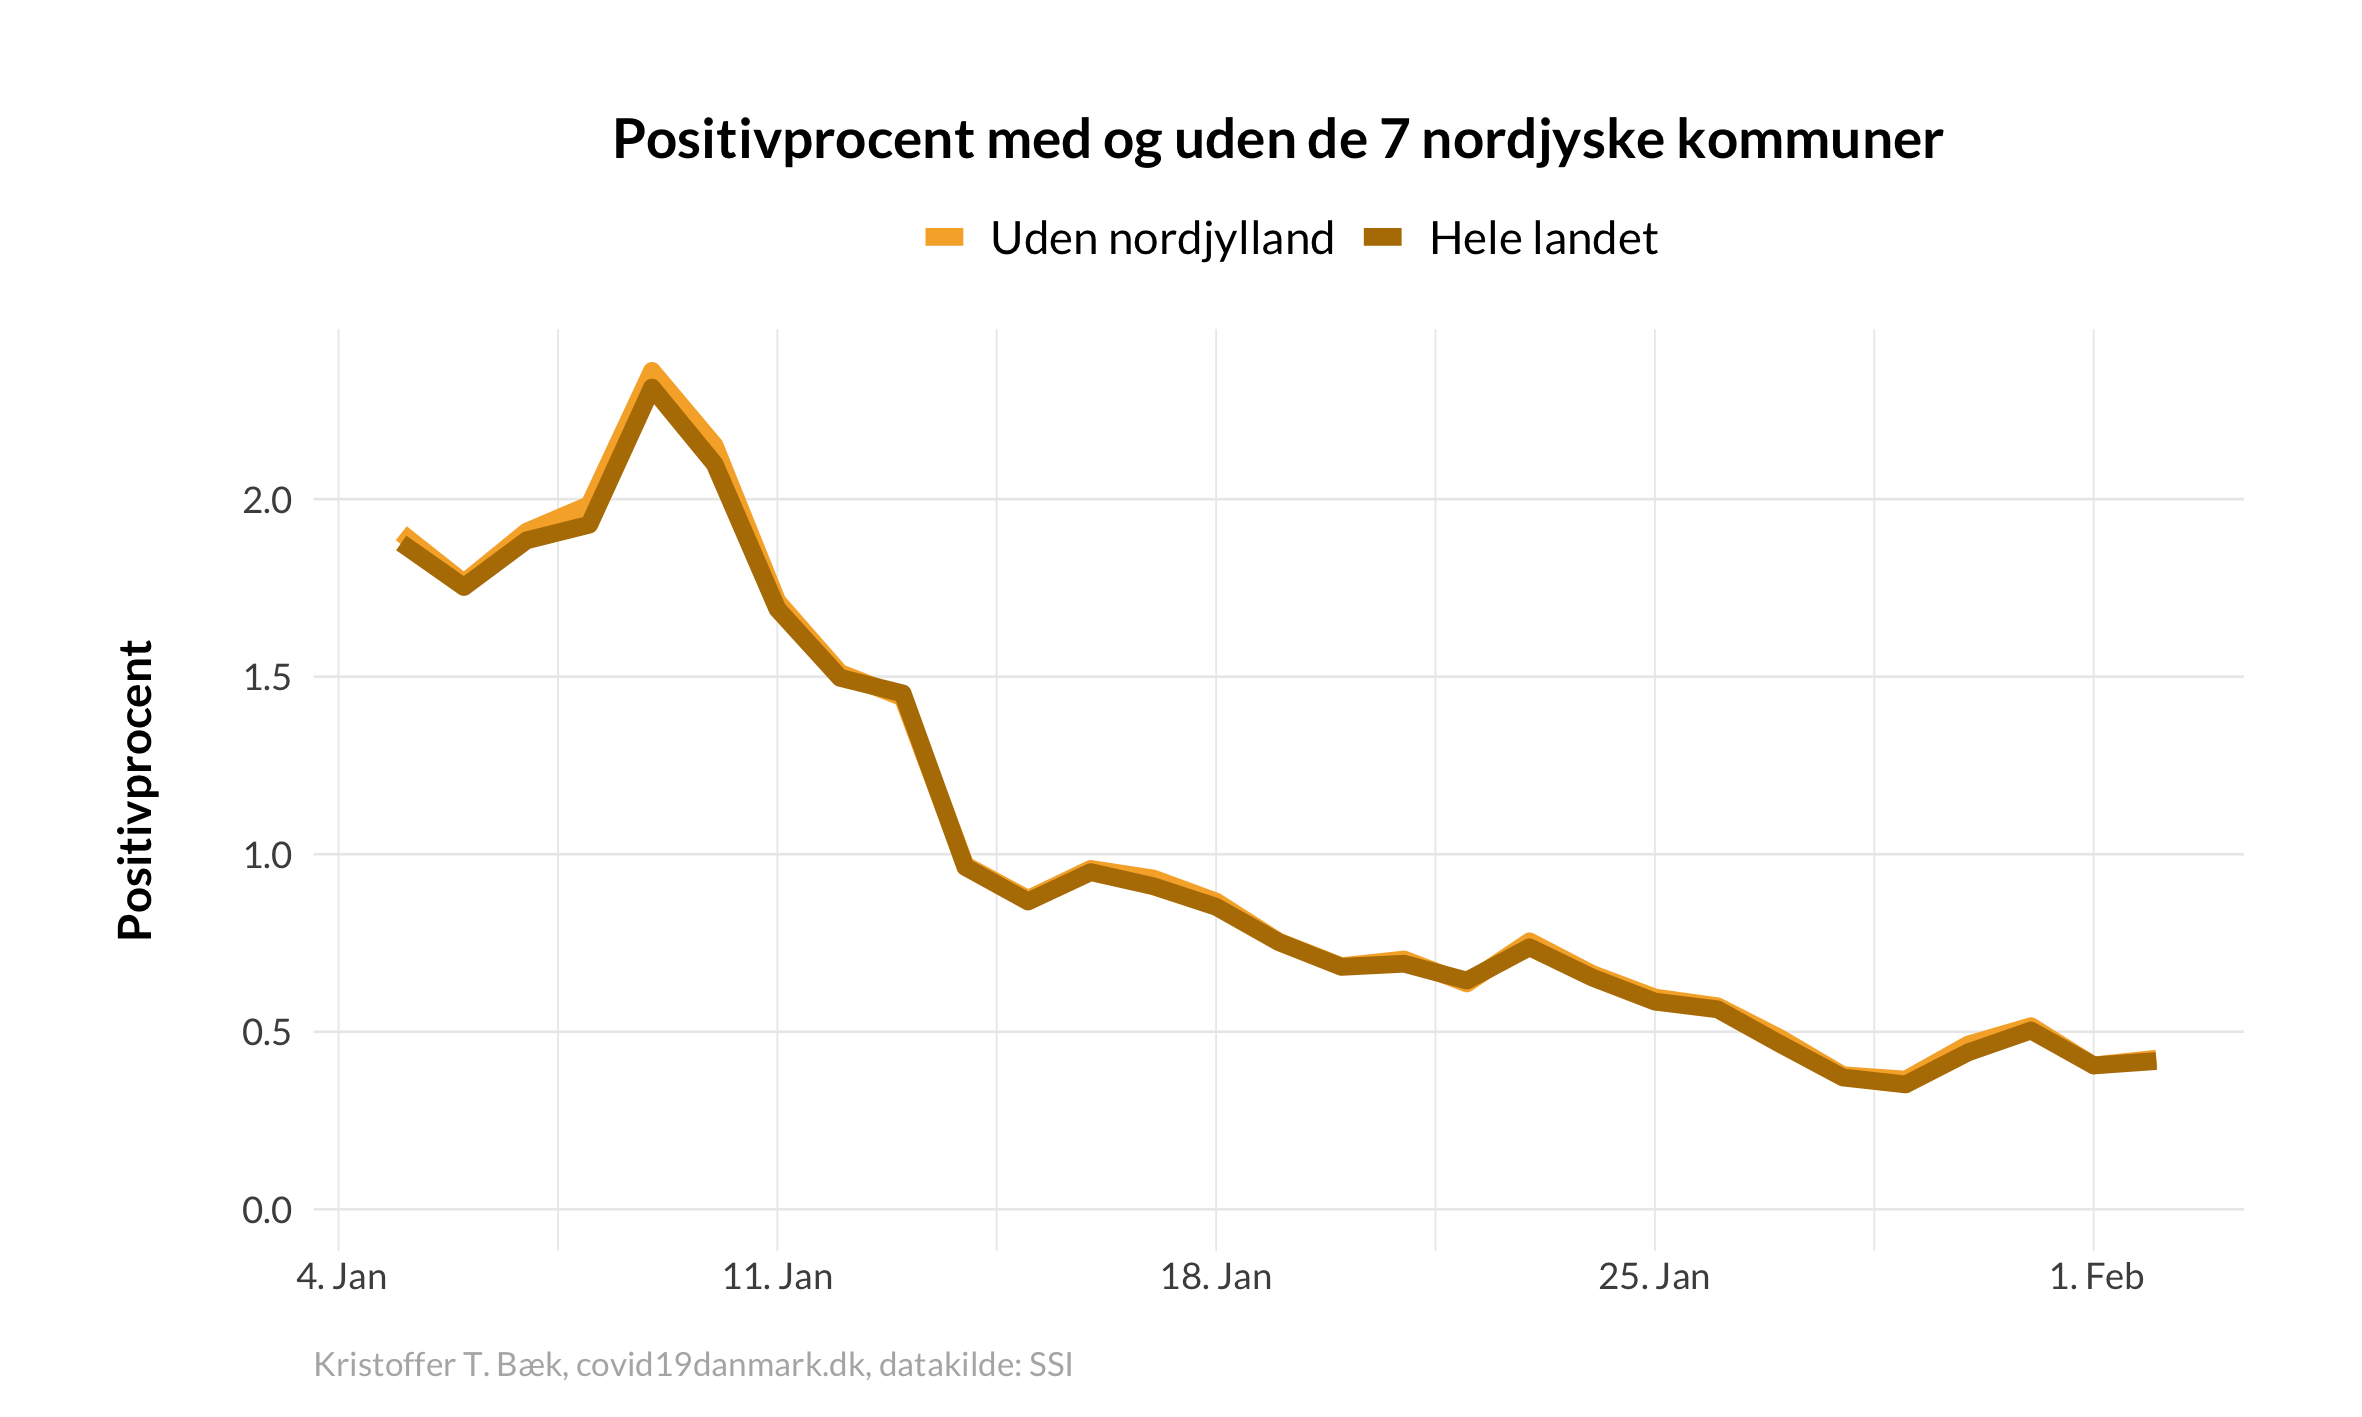 Positivprocent med og uden de 7 nordjyske kommuner
Uden nordjylland Hele landet
Positivprocent
2.0
1.5
1.0
0.5
0.0
4. Jan 11. Jan 18. Jan 25. Jan 1. Feb
Kristoffer T. Bæk, covid19danmark.dk, datakilde: SSI